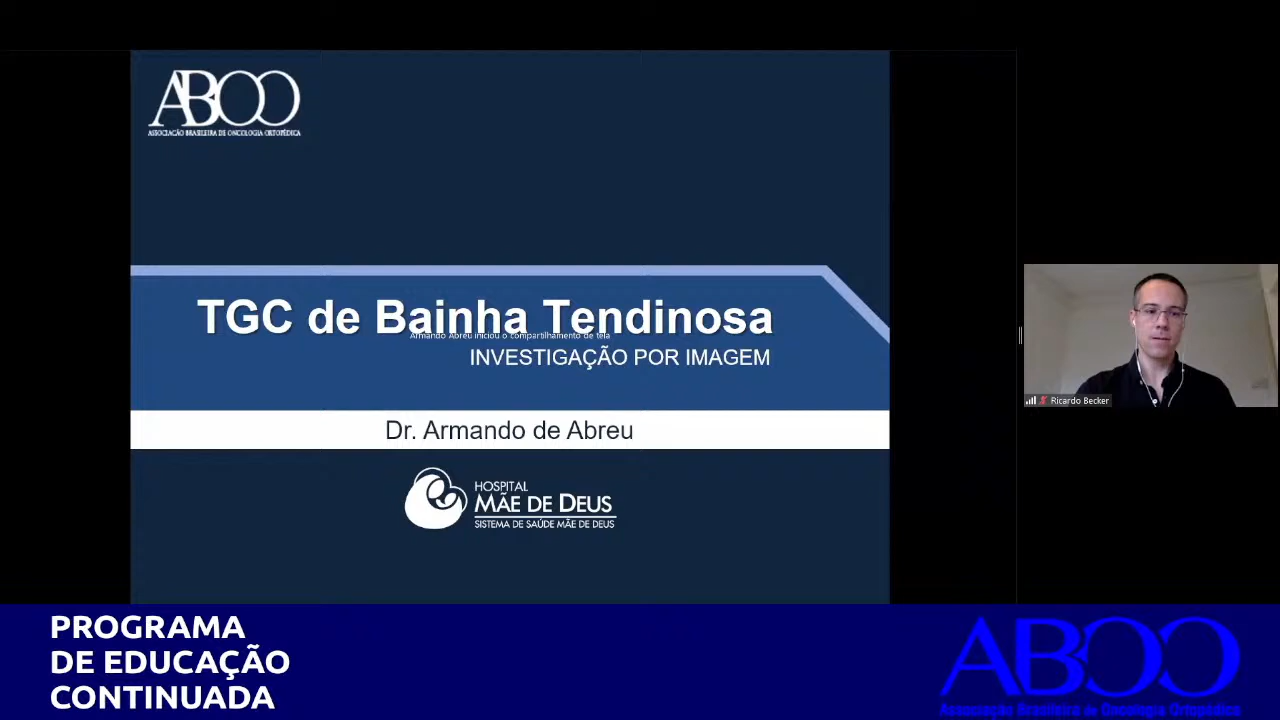 ABOO
ASSOCIAÇÃO BRASILEIRA DE ONCOLOGIA ORTOPÉDICA
TGC de Bainha Tendinosa
Armando Abreu iniciou o compartilhamento de tela
INVESTIGAÇÃO POR IMAGEM
Dr. Armando de Abreu
HOSPITAL
MÃE DE DEUS
SISTEMA DE SAÚDE MÃE DE DEUS
Ricardo Becker
PROGRAMA
DE EDUCAÇÃO
CONTINUADA
ABOO
Associação Brasileira de Oncologia Ortopédica